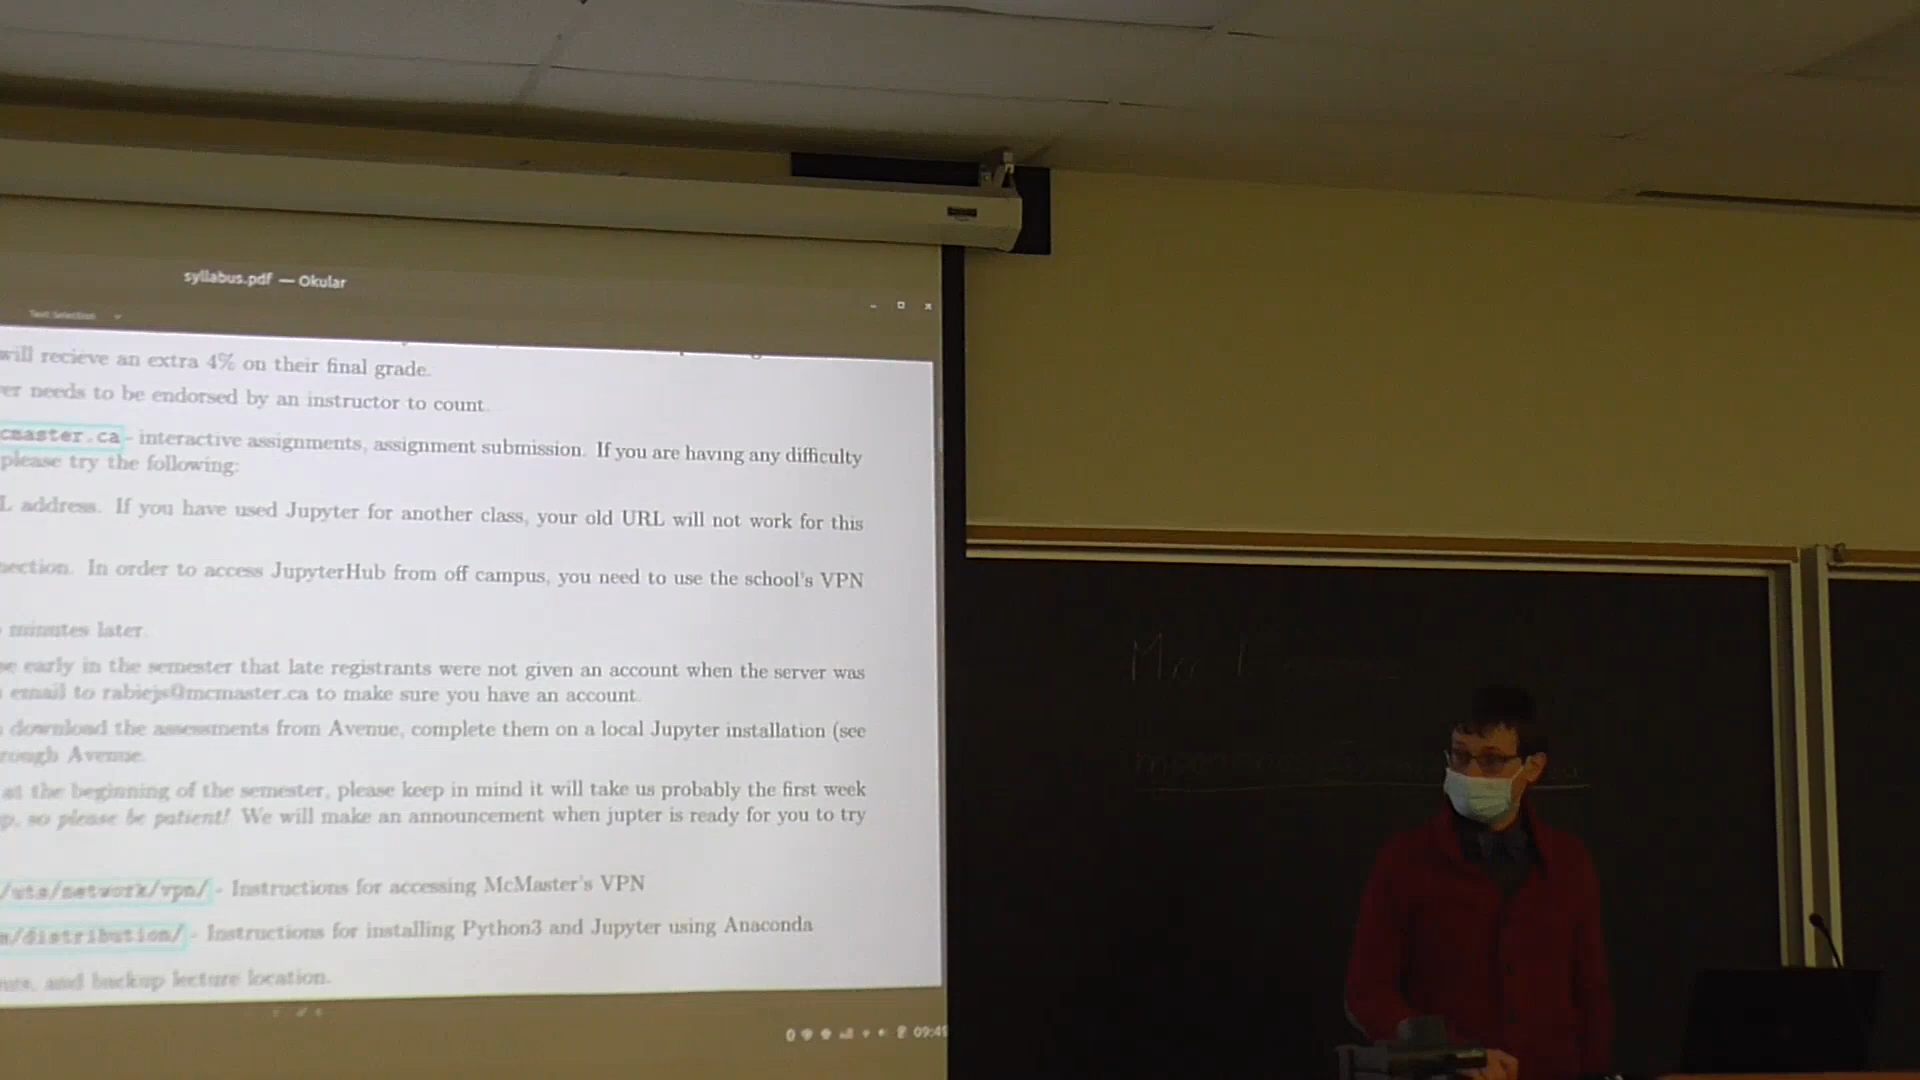 syllabus.pdf — Okular
Text Selection
will recieve an extra 4% on their final grade.
er needs to be endorsed by an instructor to count.
cmaster.ca - interactive assignments, assignment submission. If you are having any difficulty
please try the following:
L address. If you have used Jupyter for another class, your old URL will not work for this
nection. In order to access JupyterHub from off campus, you need to use the school's VPN
minutes later.
se early in the semester that late registrants were not given an account when the server was
email to rabiejs@mcmaster.ca to make sure you have an account.
download the assessments from Avenue, complete them on a local Jupyter installation (see
rough Avenue.
at the beginning of the semester, please keep in mind it will take us probably the first week
p, so please be patient! We will make an announcement when jupter is ready for you to try
/uts/network/vpn/ - Instructions for accessing McMaster's VPN
m/distribution/ - Instructions for installing Python3 and Jupyter using Anaconda
and backup lecture location.